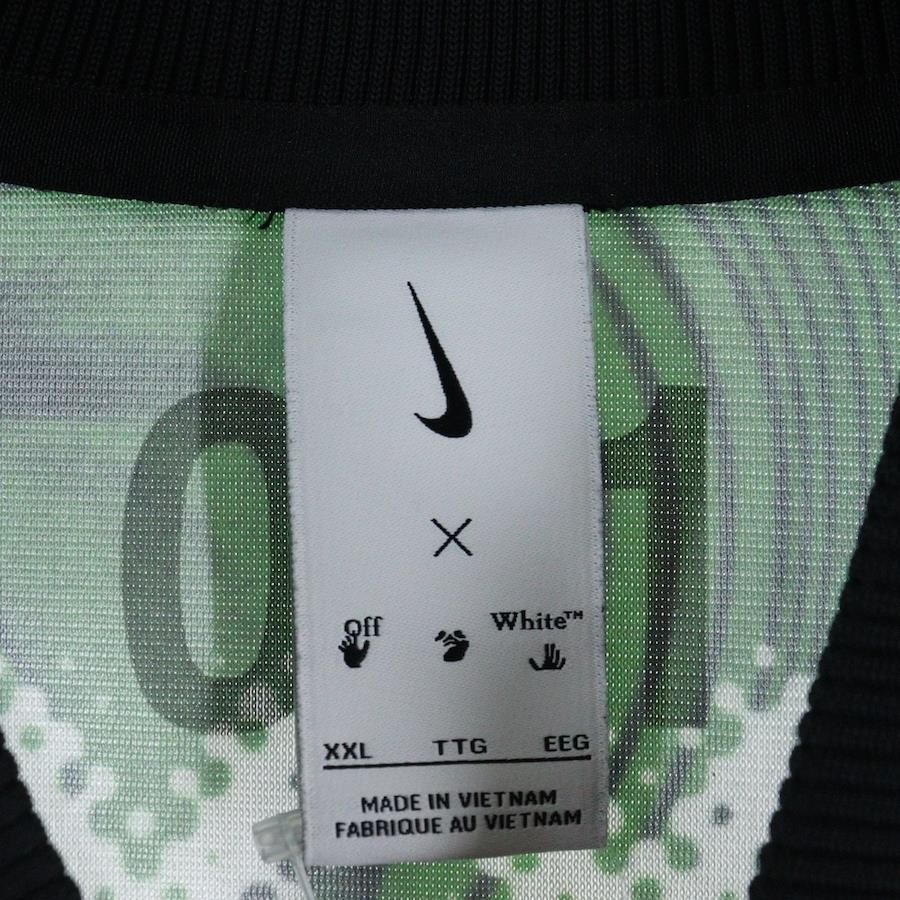 ×
Off White™
XXL TTG EEG
MADE IN VIETNAM
FABRIQUE AU VIETNAM